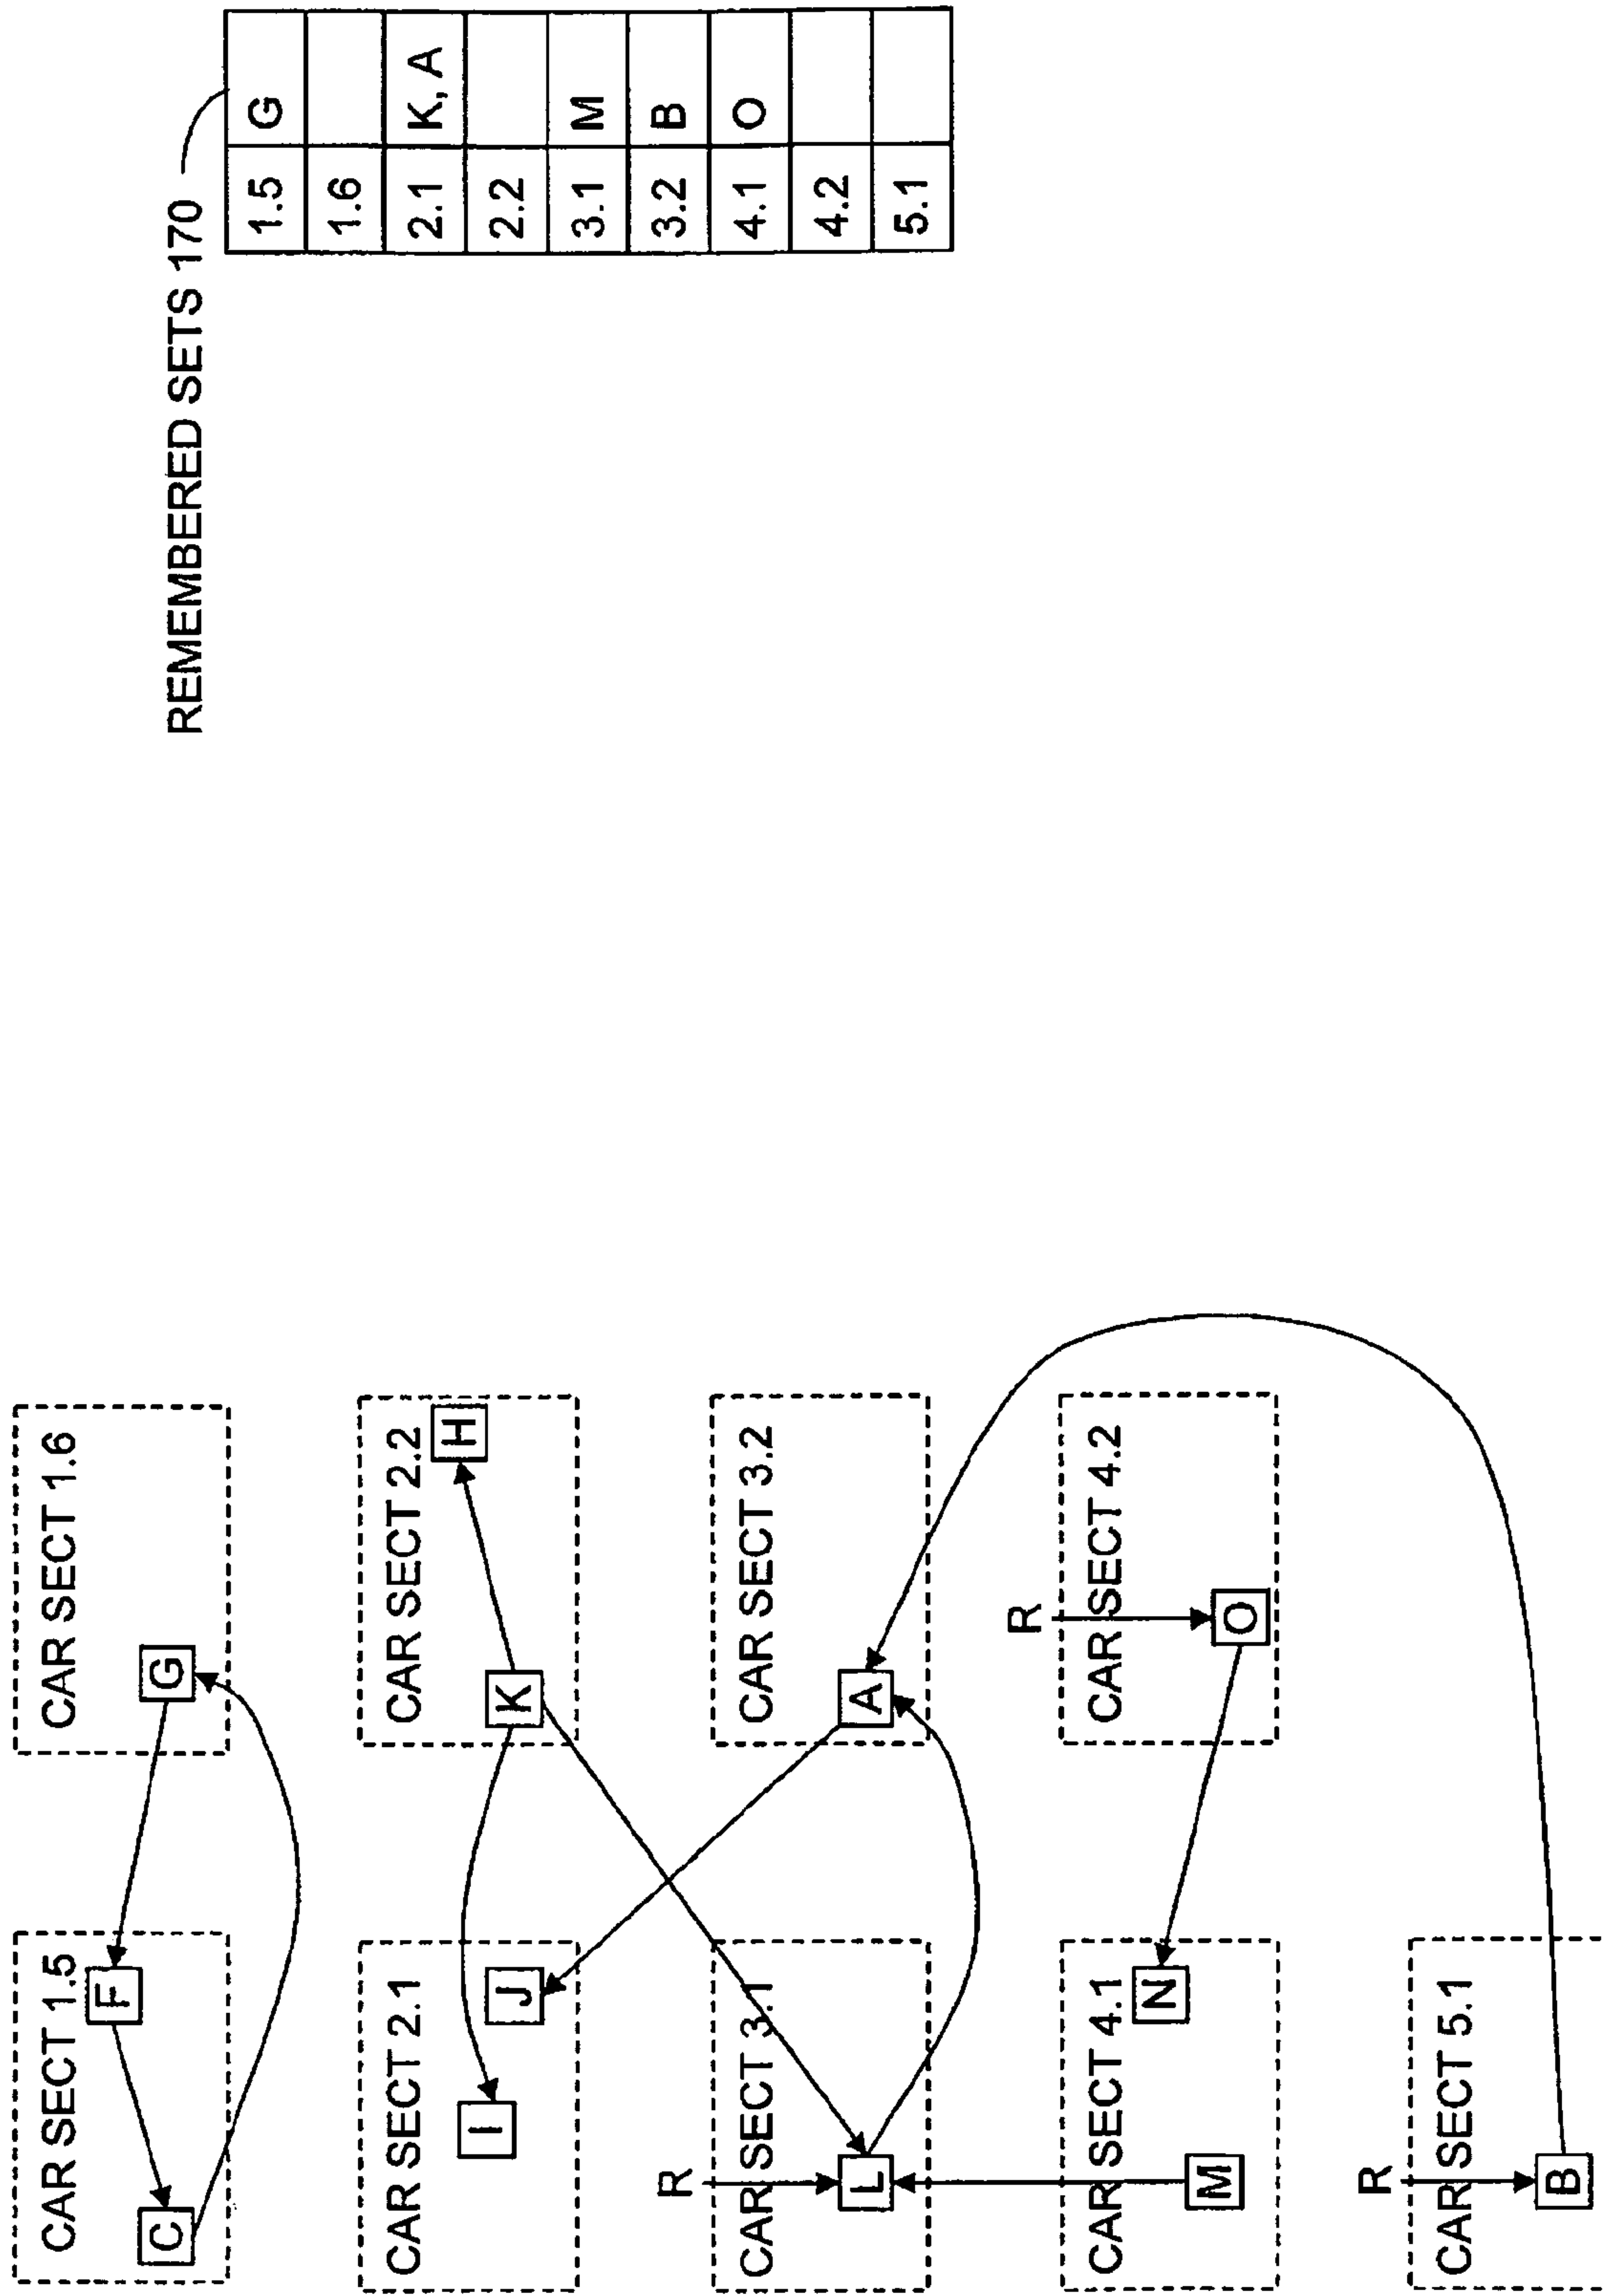 CAR SECT 1.5
F
C
CAR SECT 1.6
G
CAR SECT 2.1
I
J
CAR SECT 2.2
K
H
R
CAR SECT 3.1
L
CAR SECT 3.2
A
CAR SECT 4.1
M
N
R
CAR SECT 4.2
O
R
CAR SECT 5.1
B
REMEMBERED SETS 170
1.5 G
1.6
2.1 K, A
2.2
3.1 M
3.2 B
4.1 O
4.2
5.1